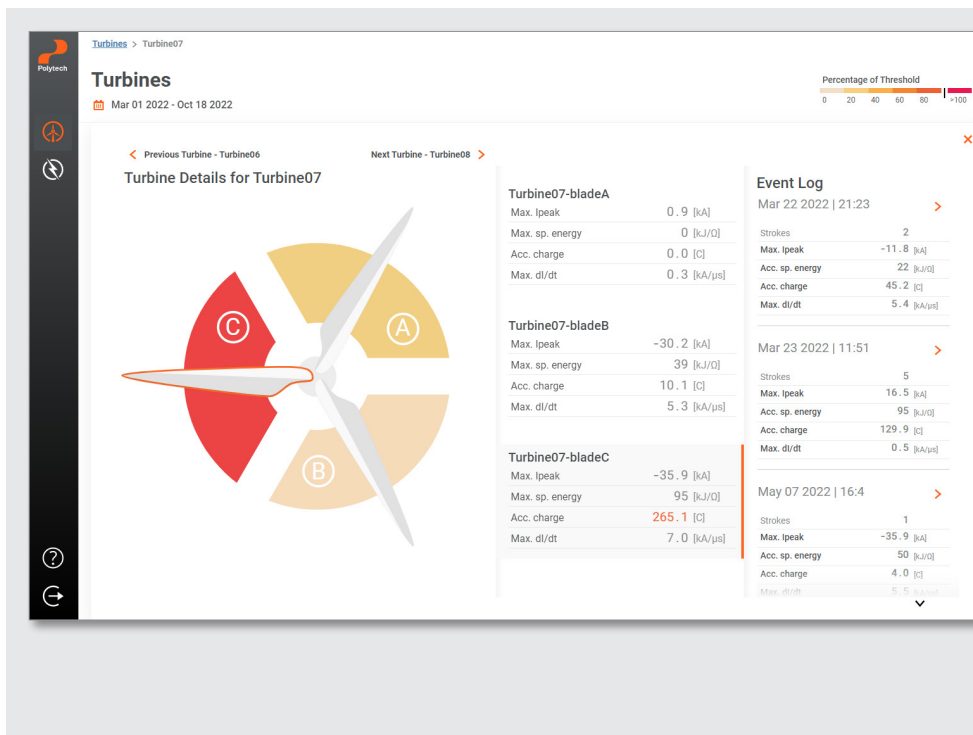 Polytech
Turbines > Turbine07
Turbines
Mar 01 2022 - Oct 18 2022
Percentage of Threshold
0 20 40 60 80 >100
Previous Turbine - Turbine06
Next Turbine - Turbine08
Turbine Details for Turbine07
C
A
B
Turbine07-bladeA
Max. Ipeak 0.9 [kA]
Max. sp. energy 0 [kJ/Ω]
Acc. charge 0.0 [C]
Max. dI/dt 0.3 [kA/µs]
Turbine07-bladeB
Max. Ipeak -30.2 [kA]
Max. sp. energy 39 [kJ/Ω]
Acc. charge 10.1 [C]
Max. dI/dt 5.3 [kA/µs]
Turbine07-bladeC
Max. Ipeak -35.9 [kA]
Max. sp. energy 95 [kJ/Ω]
Acc. charge 265.1 [C]
Max. dI/dt 7.0 [kA/µs]
Event Log
Mar 22 2022 | 21:23
Strokes 2
Max. Ipeak -11.8 [kA]
Acc. sp. energy 22 [kJ/Ω]
Acc. charge 45.2 [C]
Max. dI/dt 5.4 [kA/µs]
Mar 23 2022 | 11:51
Strokes 5
Max. Ipeak 16.5 [kA]
Acc. sp. energy 95 [kJ/Ω]
Acc. charge 129.9 [C]
Max. dI/dt 0.5 [kA/µs]
May 07 2022 | 16:4
Strokes 1
Max. Ipeak -35.9 [kA]
Acc. sp. energy 50 [kJ/Ω]
Acc. charge 4.0 [C]
Max. dI/dt 5.5
?